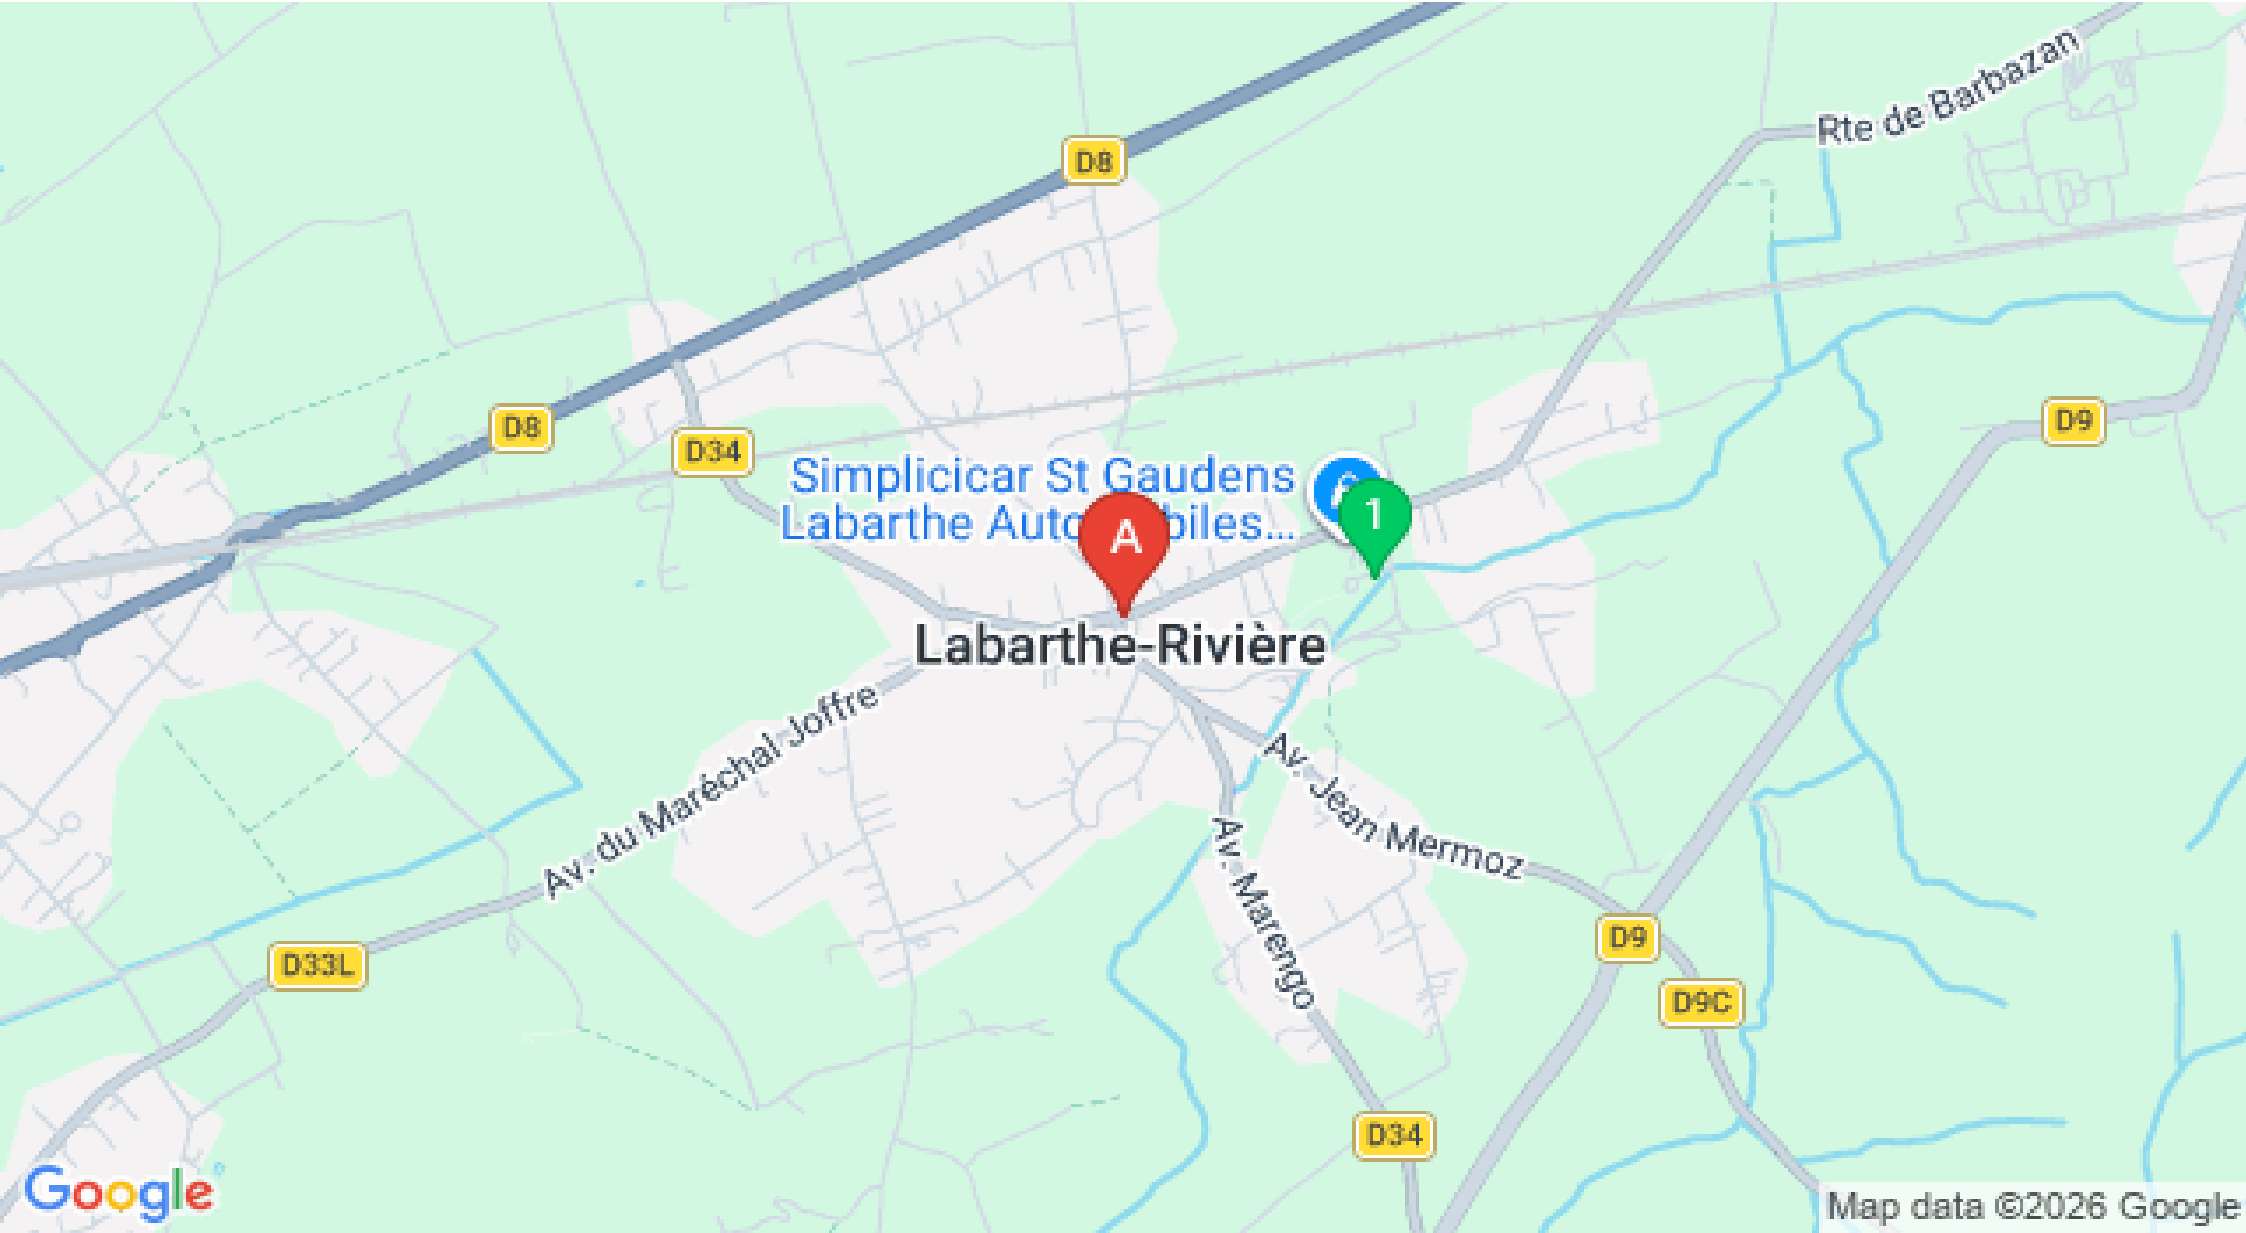 Rte de Barbazan
D8
D9
D8
D34
Simplicicar St Gaudens
1
Labarthe Auto biles...
A
Labarthe-Rivière
Av. du Maréchal Joffre
Av. Jean Mermoz
Av. Marengo
D9
D33L
D9C
D34
Google
Map data ©2026 Google